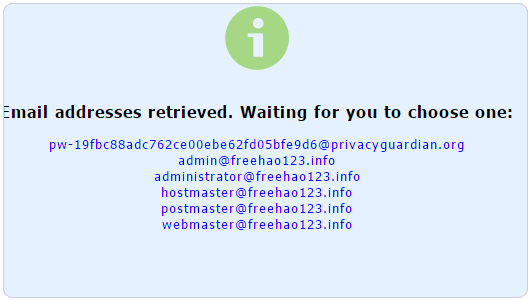 Email addresses retrieved. Waiting for you to choose one:
pw-19fbc88adc762ce00ebe62fd05bfe9d6@privacyguardian.org
admin@freehao123.info
administrator@freehao123.info
hostmaster@freehao123.info
postmaster@freehao123.info
webmaster@freehao123.info